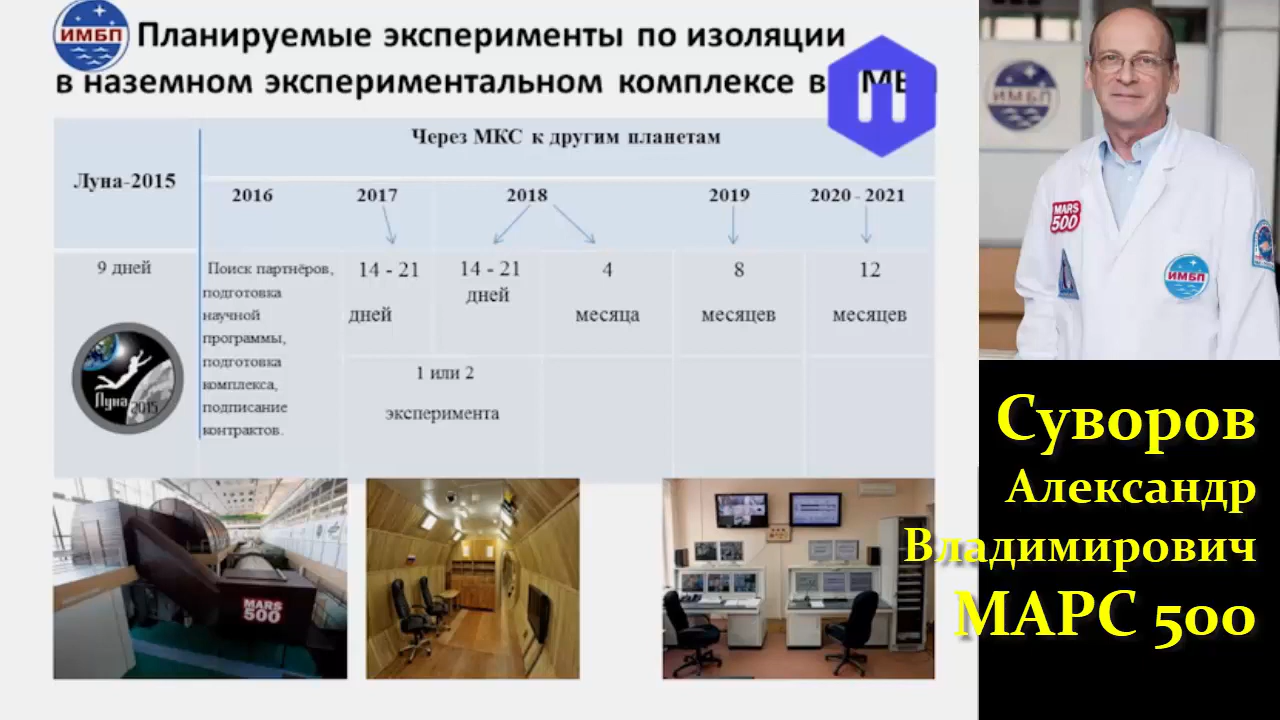 ИМБП
Планируемые эксперименты по изоляции
в наземном экспериментальном комплексе в
Через МКС к другим планетам
Луна-2015
2016 2017 2018 2019 2020 - 2021
9 дней
Поиск партнёров,
подготовка
научной
программы,
подготовка
комплекса,
подписание
контрактов.
14 - 21
дней
14 - 21
дней
4
месяца
8
месяцев
12
месяцев
1 или 2
эксперимента
Луна
2015
MARS
500
ИМБП
MARS
500
ИМБП
Суворов
Александр
Владимирович
МАРС 500